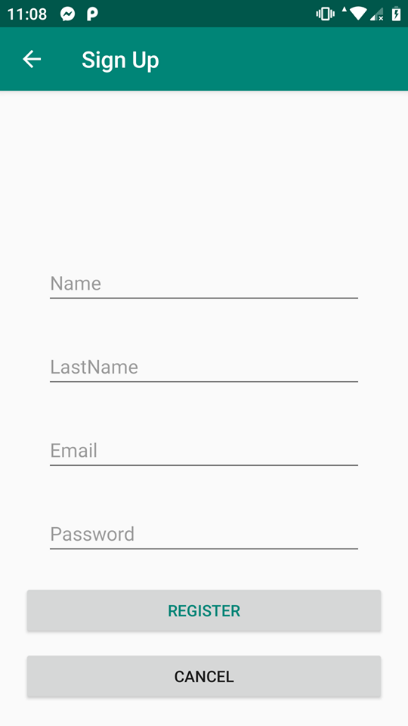 11:08
Sign Up
Name
LastName
Email
Password
REGISTER
CANCEL